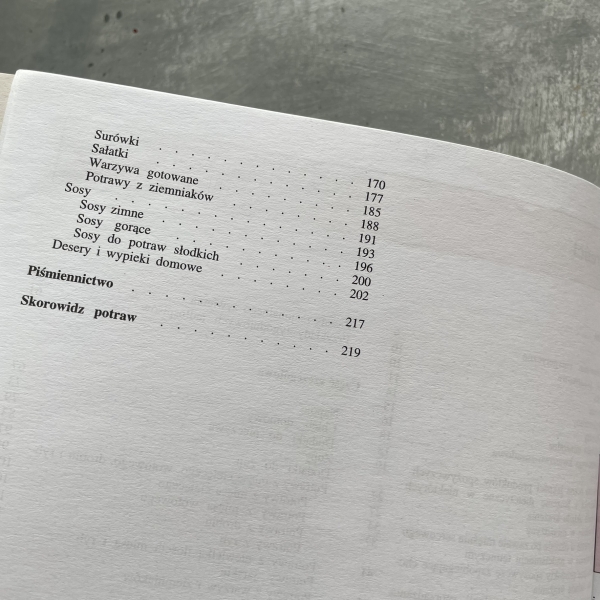 Surówki . . . . . . . . . . . 170
Sałatki . . . . . . . . . . . 177
Warzywa gotowane . . . . . . . . 185
Potrawy z ziemniaków . . . . . . . 188
Sosy . . . . . . . . . . . . 191
Sosy zimne . . . . . . . . . . 193
Sosy gorące . . . . . . . . . . 196
Sosy do potraw słodkich . . . . . . . 200
Desery i wypieki domowe . . . . . . . 202
Piśmiennictwo . . . . . . . . . . . 217
Skorowidz potraw . . . . . . . . . . 219